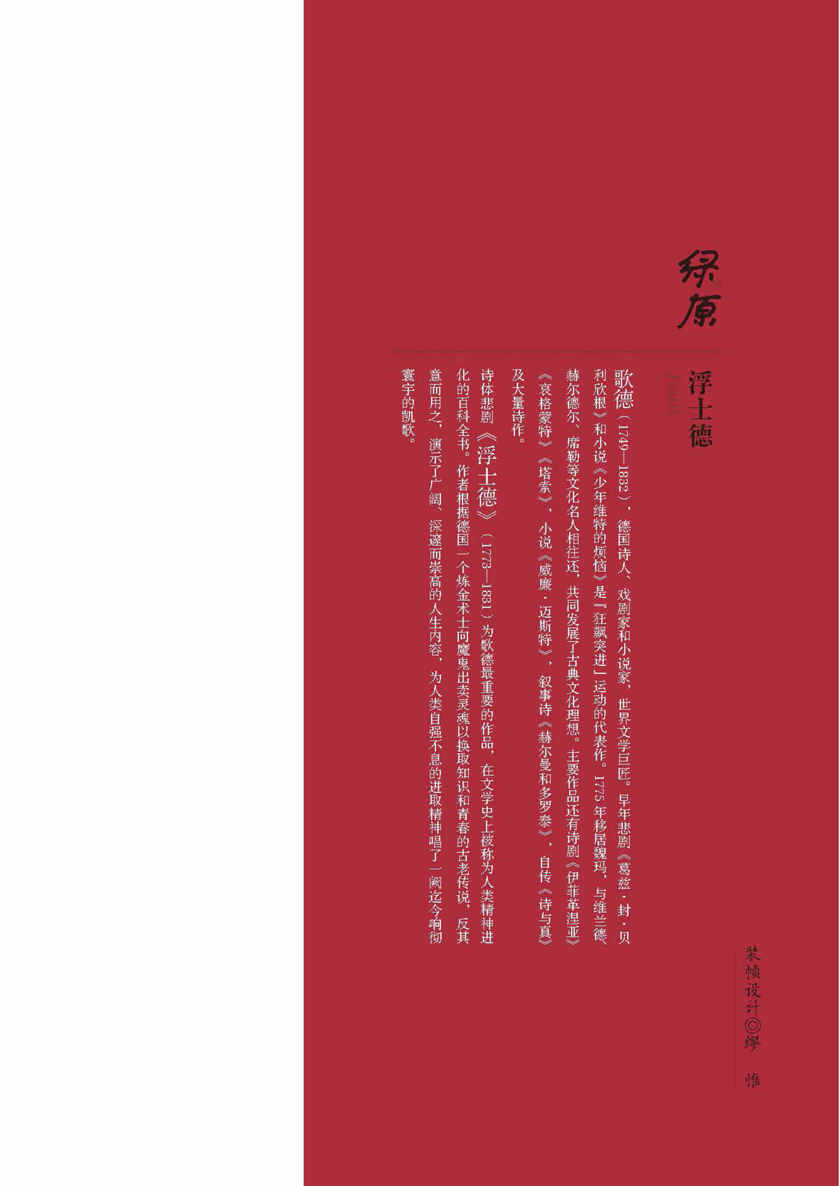 绿原
浮士德
歌德（1749—1832），德国诗人、戏剧家和小说家，世界文学巨匠。早年悲剧《葛兹·封·贝
利欣根》和小说《少年维特的烦恼》是『狂飙突进』运动的代表作。1775年移居魏玛，与维兰德、
赫尔德尔、席勒等文化名人相往还，共同发展了古典文化理想。主要作品还有诗剧《伊菲革涅亚》
《哀格蒙特》《塔索》，小说《威廉·迈斯特》，叙事诗《赫尔曼和多罗泰》，自传《诗与真》
及大量诗作。
诗体悲剧《浮士德》（1773—1831）为歌德最重要的作品，在文学史上被称为人类精神进
化的百科全书。作者根据德国一个炼金术士向魔鬼出卖灵魂以换取知识和青春的古老传说，反其
意而用之，演示了广阔、深邃而崇高的人生内容，为人类自强不息的进取精神唱了一阕迄今响彻
寰宇的凯歌。
装帧设计◎缪 惟